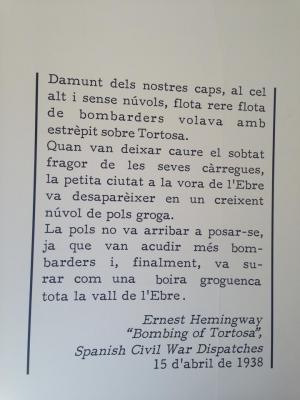 Damunt dels nostres caps, al cel
alt i sense núvols, flota rere flota
de bombarders volava amb
estrèpit sobre Tortosa.
Quan van deixar caure el sobtat
fragor de les seves càrregues,
la petita ciutat a la vora de l'Ebre
va desaparèixer en un creixent
núvol de pols groga.
La pols no va arribar a posar-se,
ja que van acudir més bom-
barders i, finalment, va su-
rar com una boira groguenca
tota la vall de l'Ebre.
Ernest Hemingway
"Bombing of Tortosa",
Spanish Civil War Dispatches
15 d'abril de 1938